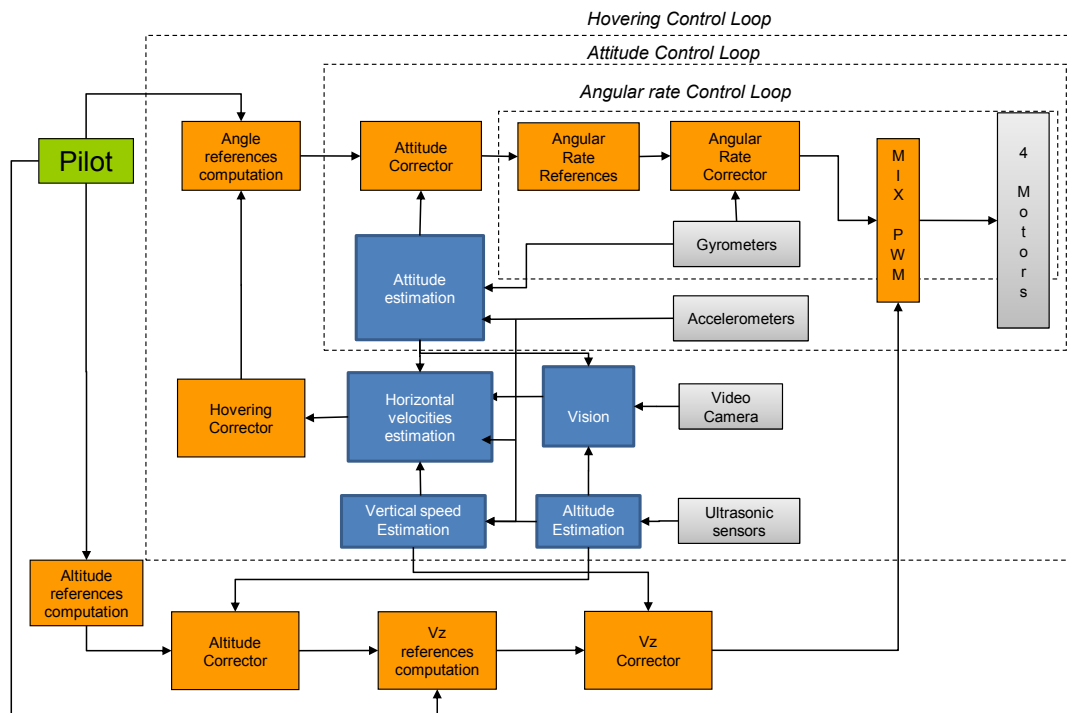 Hovering Control Loop
Attitude Control Loop
Angular rate Control Loop
Pilot
Angle
references
computation
Attitude
Corrector
Angular
Rate
References
Angular
Rate
Corrector
M
I
X
P
W
M
4
M
o
t
o
r
s
Gyrometers
Attitude
estimation
Accelerometers
Hovering
Corrector
Horizontal
velocities
estimation
Vision
Video
Camera
Vertical speed
Estimation
Altitude
Estimation
Ultrasonic
sensors
Altitude
references
computation
Altitude
Corrector
Vz
references
computation
Vz
Corrector